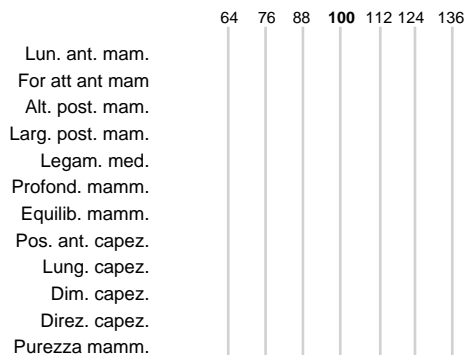 64 76 88 100 112 124 136
Lun. ant. mam.
For att ant mam
Alt. post. mam.
Larg. post. mam.
Legam. med.
Profond. mamm.
Equilib. mamm.
Pos. ant. capez.
Lung. capez.
Dim. capez.
Direz. capez.
Purezza mamm.